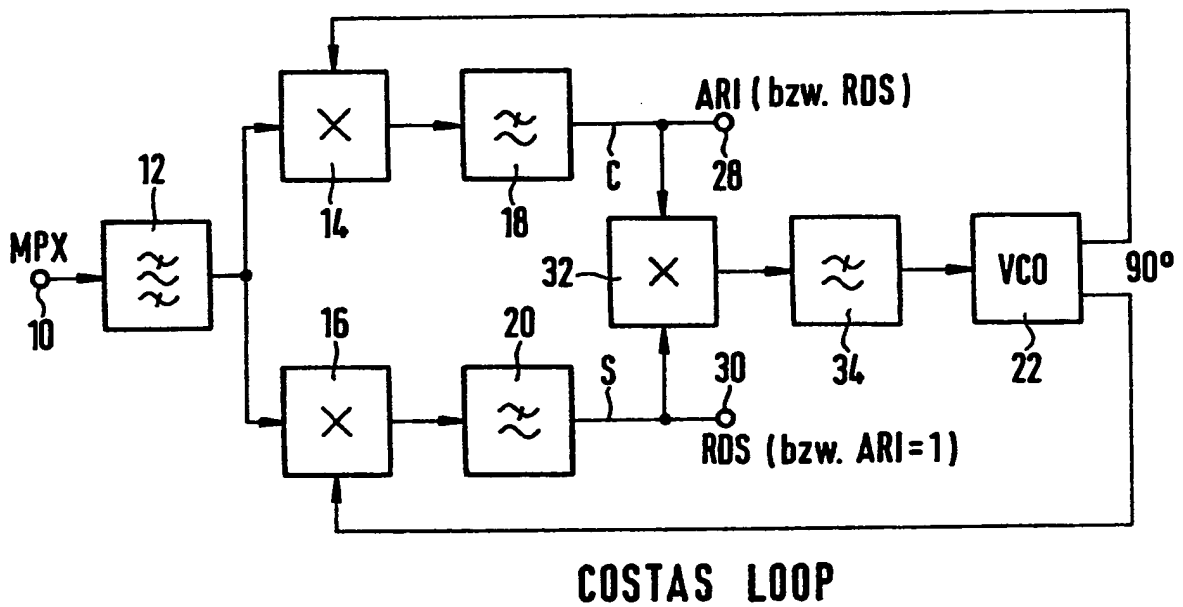 ARI (bzw. RDS)
12
C
28
14
18
MPX
32
VCO
90°
10
16
20
S
30
34
22
RDS (bzw. ARI=1)
COSTAS LOOP